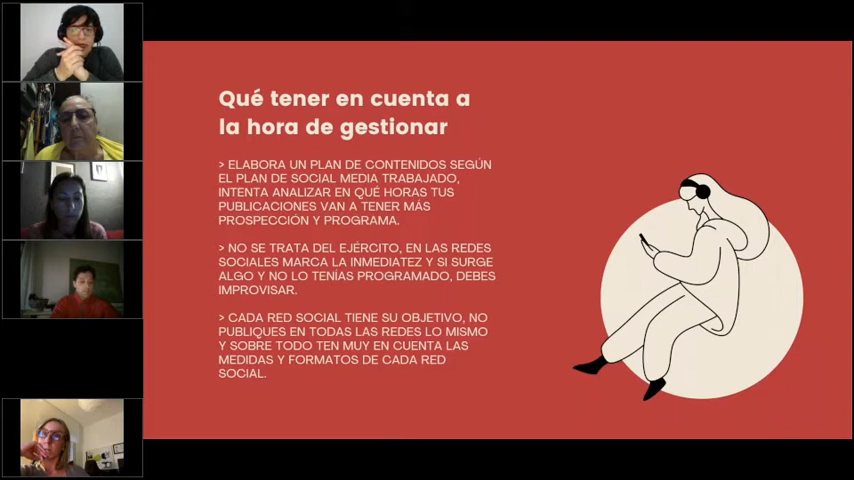 Qué tener en cuenta a
la hora de gestionar
> ELABORA UN PLAN DE CONTENIDOS SEGÚN
EL PLAN DE SOCIAL MEDIA TRABAJADO,
INTENTA ANALIZAR EN QUÉ HORAS TUS
PUBLICACIONES VAN A TENER MÁS
PROSPECCIÓN Y PROGRAMA.
> NO SE TRATA DEL EJÉRCITO, EN LAS REDES
SOCIALES MARCA LA INMEDIATEZ Y SI SURGE
ALGO Y NO LO TENÍAS PROGRAMADO, DEBES
IMPROVISAR.
> CADA RED SOCIAL TIENE SU OBJETIVO, NO
PUBLIQUES EN TODAS LAS REDES LO MISMO
Y SOBRE TODO TEN MUY EN CUENTA LAS
MEDIDAS Y FORMATOS DE CADA RED
SOCIAL.